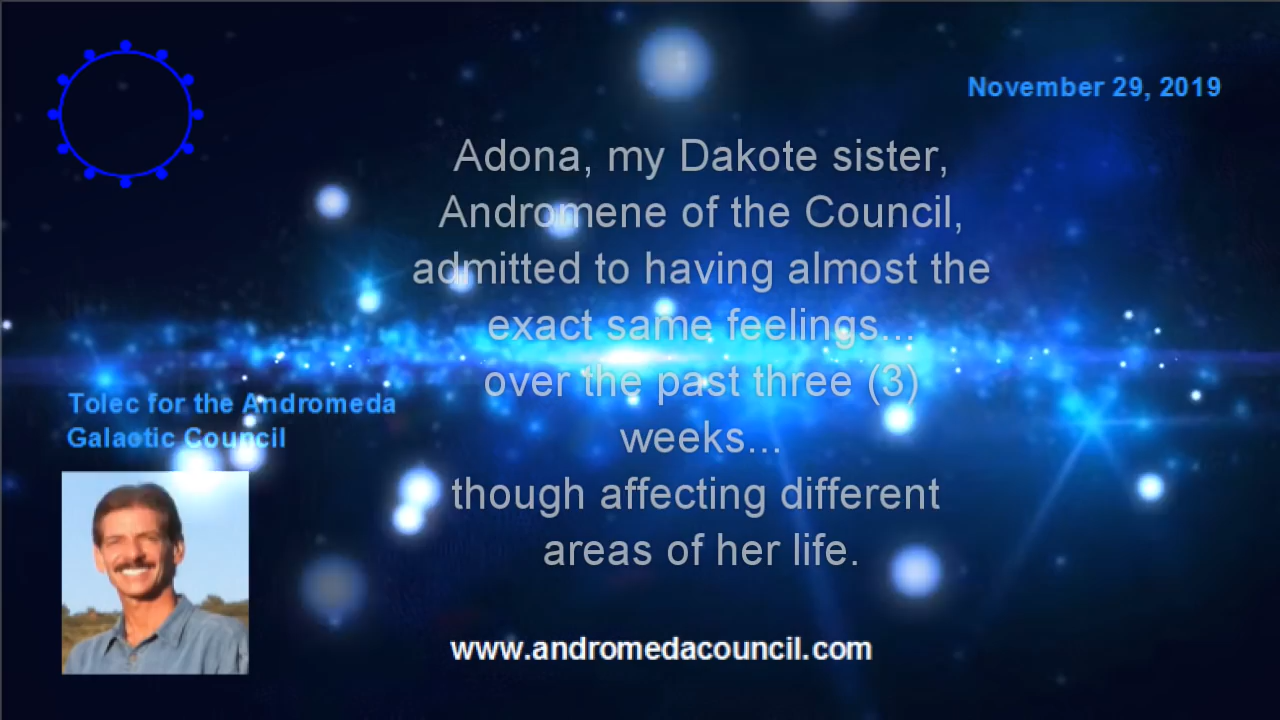 November 29, 2019
Adona, my Dakote sister,
Andromene of the Council,
admitted to having almost the
exact same feelings...
over the past three (3)
weeks...
though affecting different
areas of her life.
Tolec for the Andromeda
Galactic Council
www.andromedacouncil.com